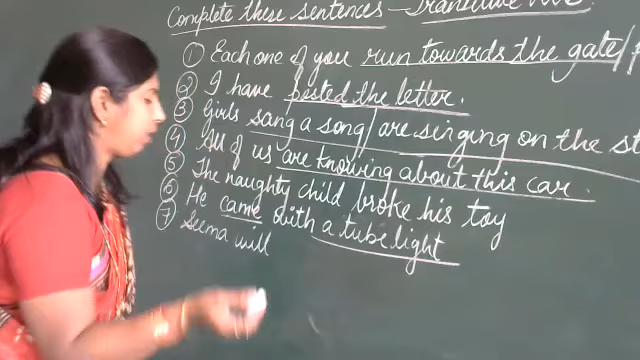 Complete these sentences - Transitive
① Each one of you run towards the gate/
② I have posted the letter.
③ Girls sang a song/are singing on the st
④ All of us are knowing about this car.
⑤ The naughty child broke his toy
⑥ He came with a tube light
⑦ Seema will